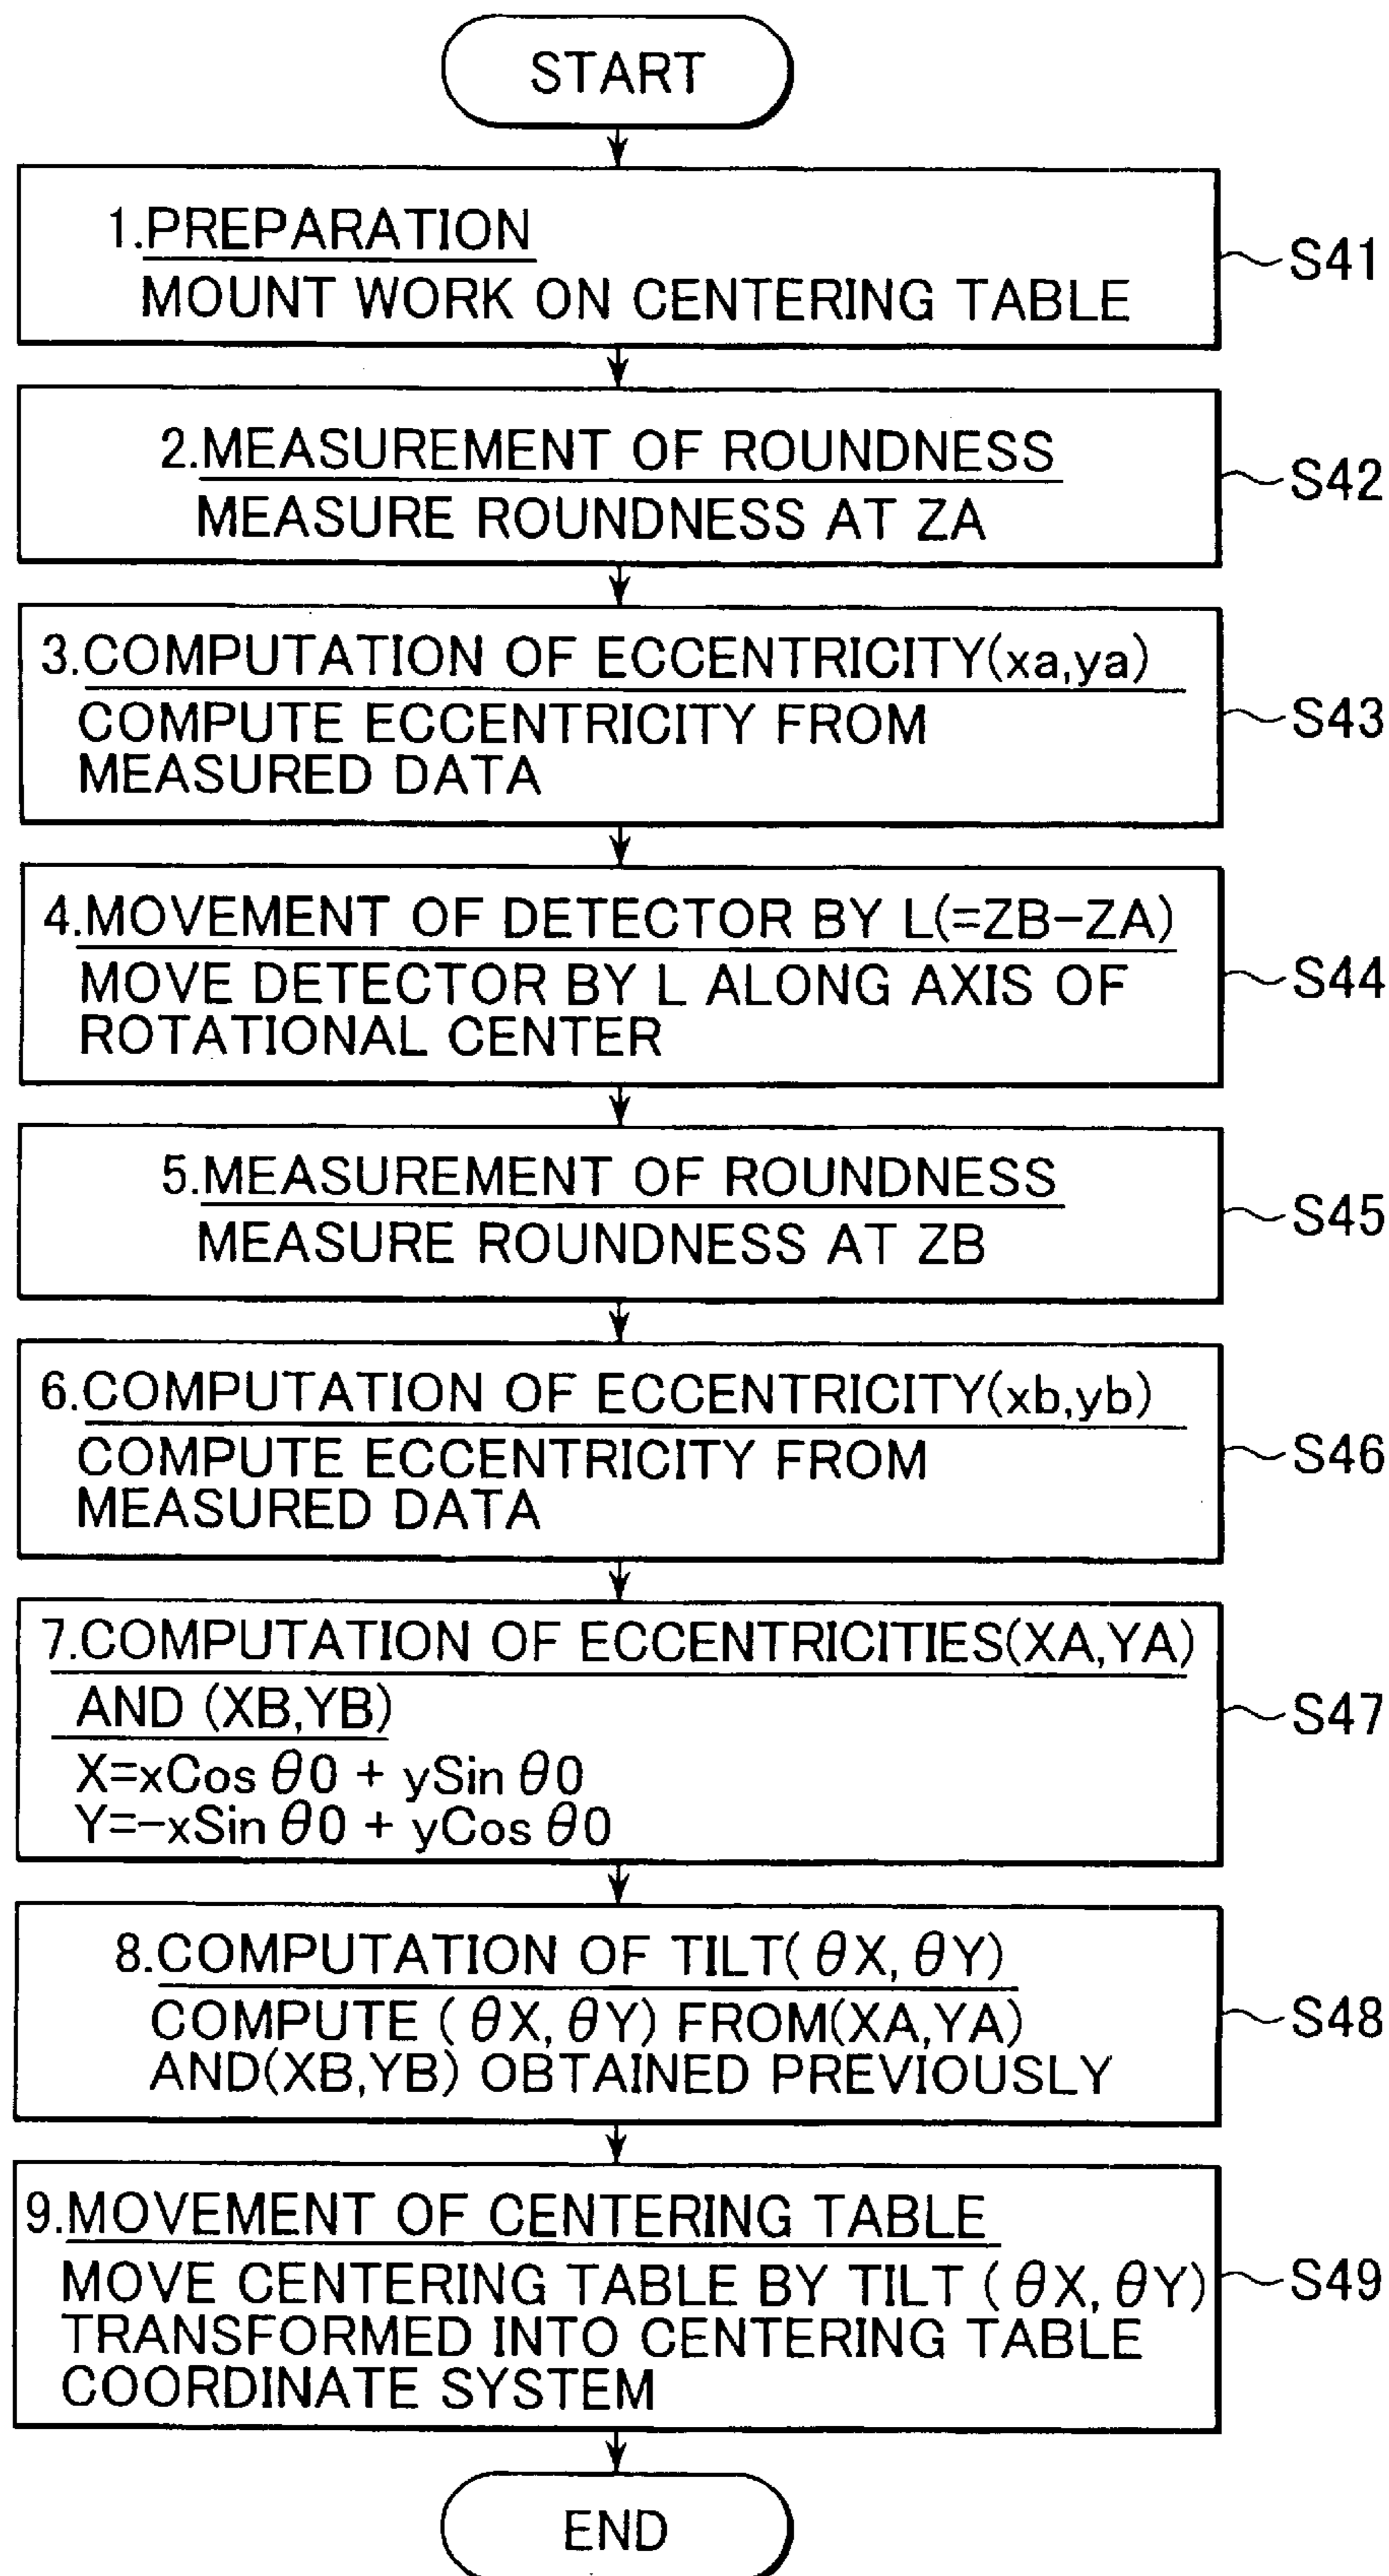 START
1.PREPARATION
MOUNT WORK ON CENTERING TABLE
S41
2.MEASUREMENT OF ROUNDNESS
MEASURE ROUNDNESS AT ZA
S42
3.COMPUTATION OF ECCENTRICITY(xa,ya)
COMPUTE ECCENTRICITY FROM
MEASURED DATA
S43
4.MOVEMENT OF DETECTOR BY L(=ZB-ZA)
MOVE DETECTOR BY L ALONG AXIS OF
ROTATIONAL CENTER
S44
5.MEASUREMENT OF ROUNDNESS
MEASURE ROUNDNESS AT ZB
S45
6.COMPUTATION OF ECCENTRICITY(xb,yb)
COMPUTE ECCENTRICITY FROM
MEASURED DATA
S46
7.COMPUTATION OF ECCENTRICITIES(XA,YA)
AND (XB,YB)
X=xCos θ0 + ySin θ0
Y=-xSin θ0 + yCos θ0
S47
8.COMPUTATION OF TILT(θX, θY)
COMPUTE (θX, θY) FROM(XA,YA)
AND(XB,YB) OBTAINED PREVIOUSLY
S48
9.MOVEMENT OF CENTERING TABLE
MOVE CENTERING TABLE BY TILT (θX, θY)
TRANSFORMED INTO CENTERING TABLE
COORDINATE SYSTEM
S49
END